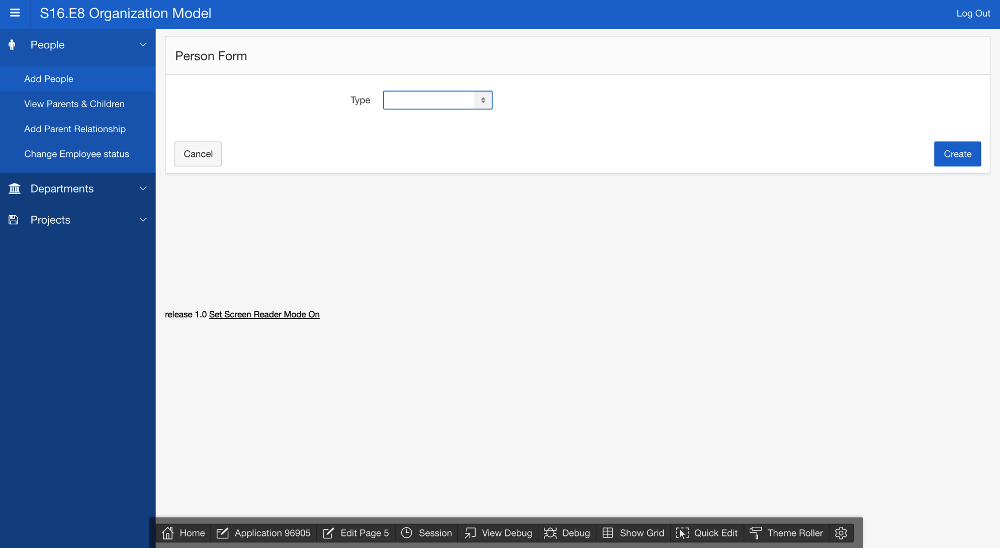 S16.E8 Organization Model
Log Out
People
Add People
View Parents & Children
Add Parent Relationship
Change Employee status
Departments
Projects
Person Form
Type
Cancel
Create
release 1.0 Set Screen Reader Mode On
Home
Application 96905
Edit Page 5
Session
View Debug
Debug
Show Grid
Quick Edit
Theme Roller